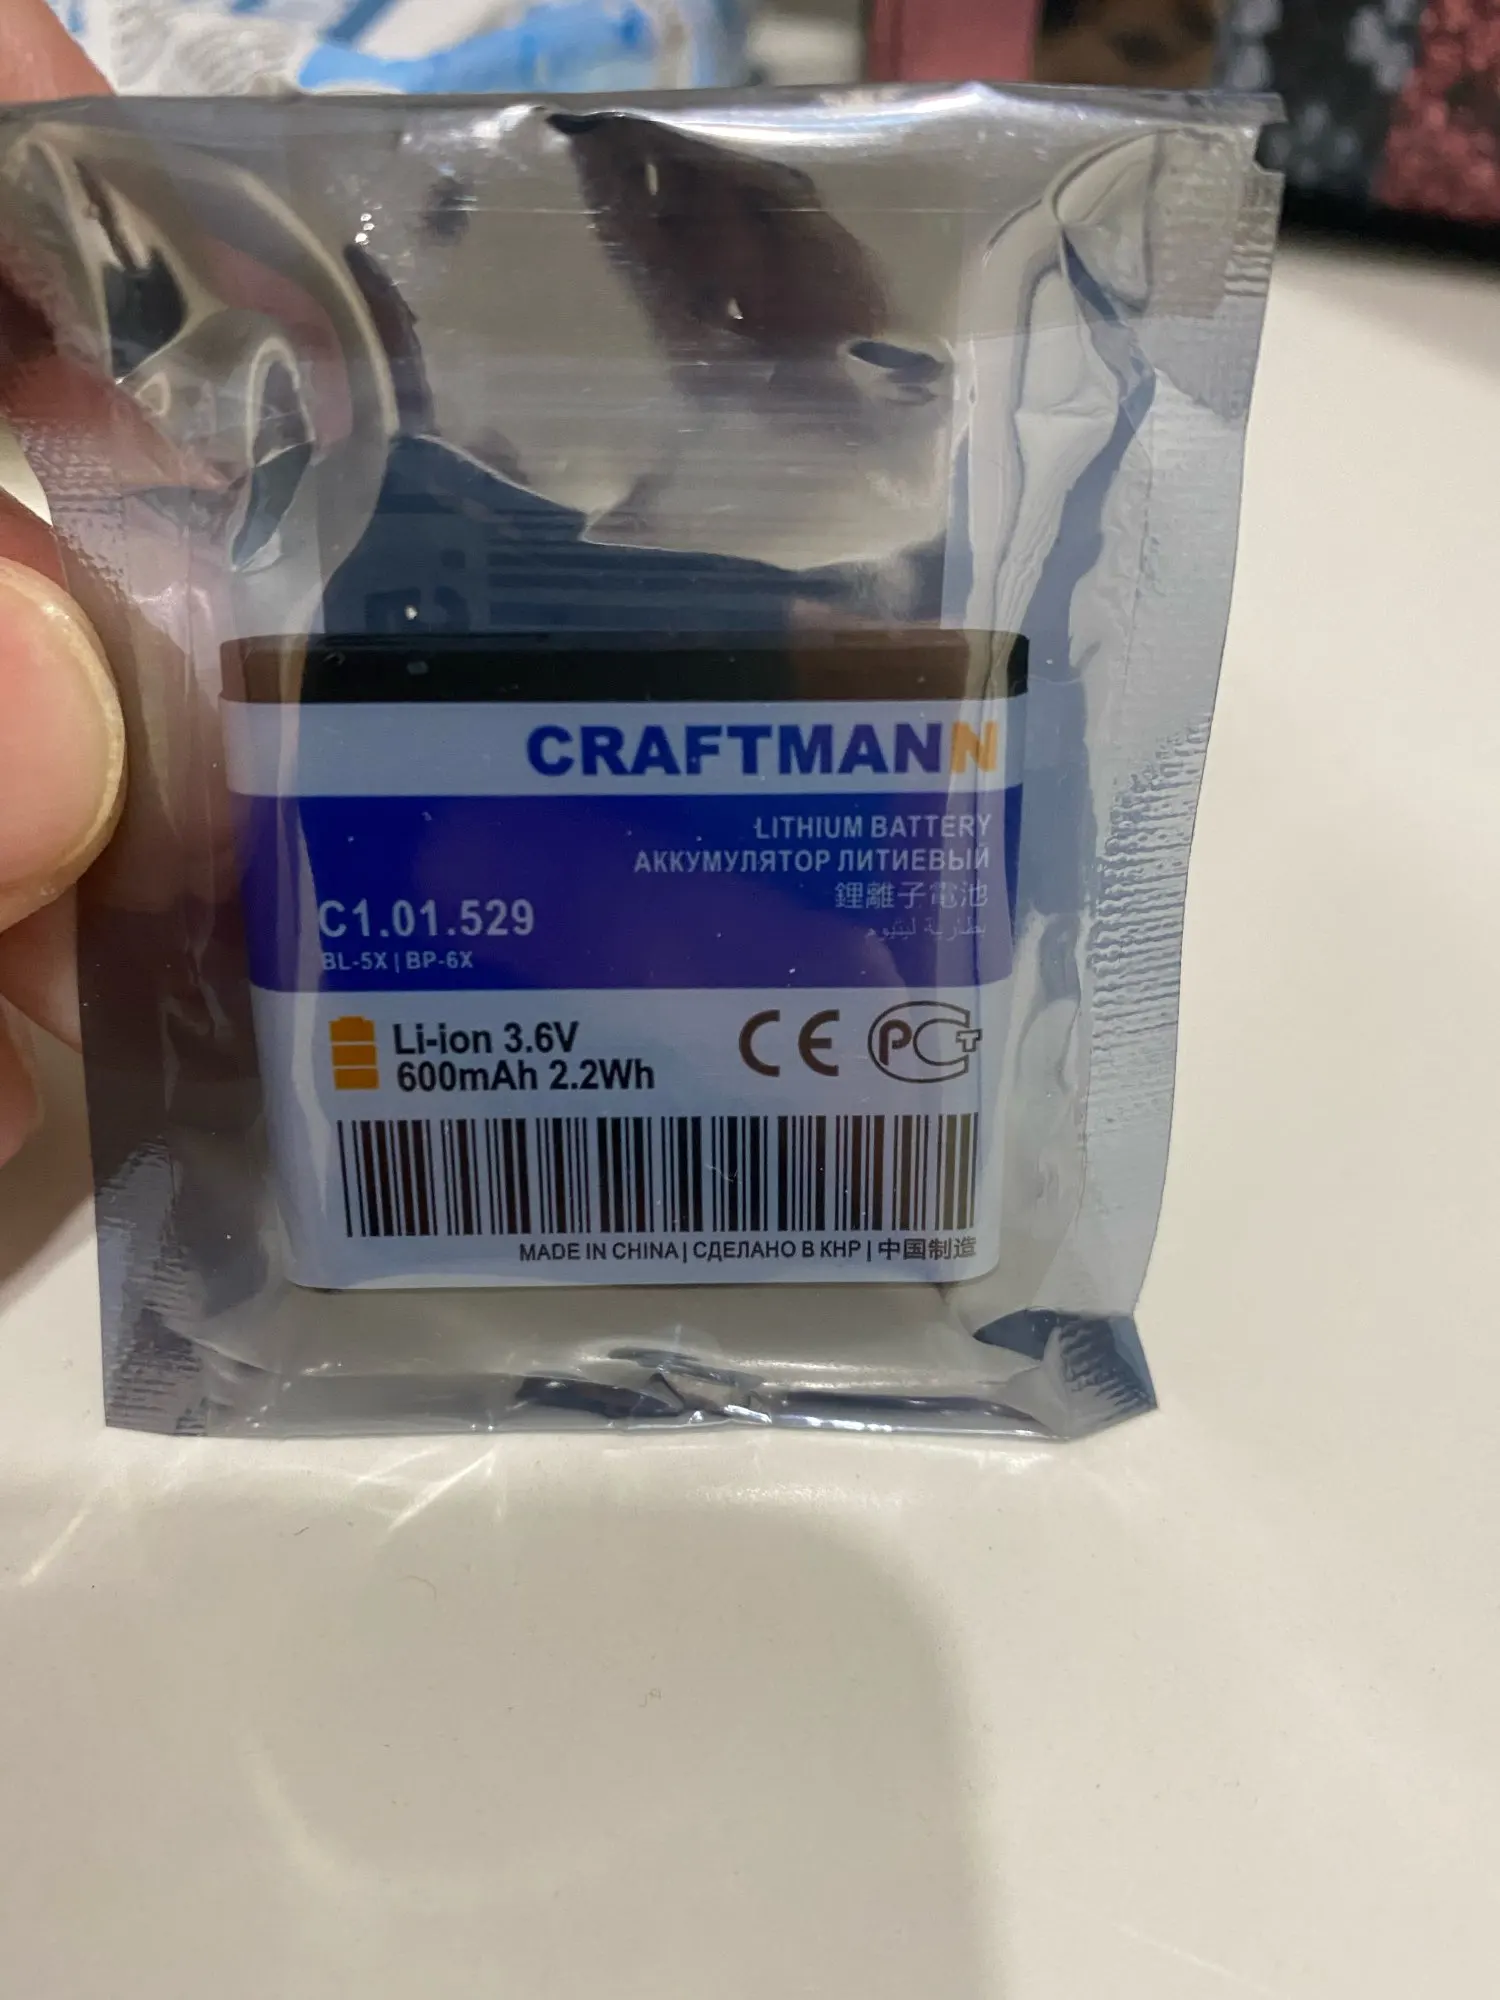 CRAFTMANN
LITHIUM BATTERY
АККУМУЛЯТОР ЛИТИЕВЫЙ
鋰離子電池
بطارية ليثيوم
C1.01.529
BL-5X | BP-6X
Li-ion 3.6V
600mAh 2.2Wh
CE PCT
MADE IN CHINA | СДЕЛАНО В КНР | 中国制造